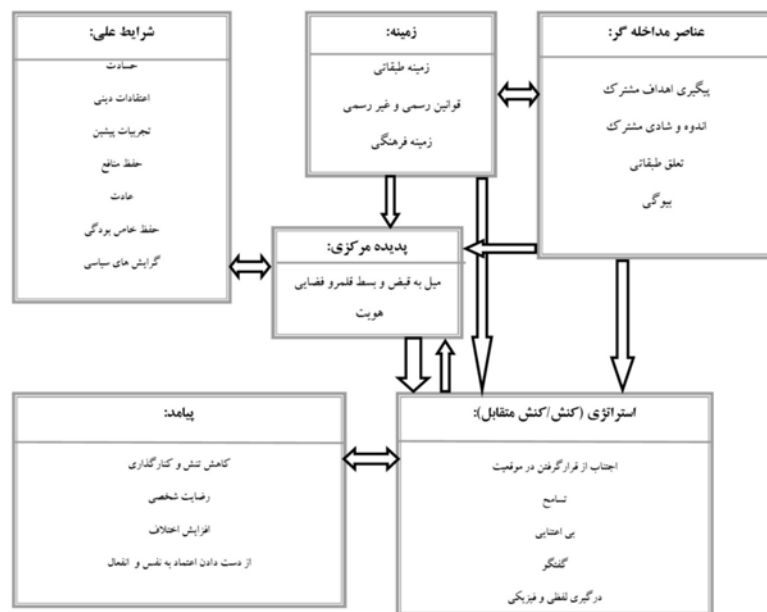 عناصر مداخله گر:
پیگیری اهداف مشترک
اندوه و شادی مشترک
تعلق طبقاتی
بیوگی
زمینه:
زمینه طبقاتی
قوانین رسمی و غیر رسمی
زمینه فرهنگی
شرایط علی:
حسادت
اعتقادات دینی
تجربیات پیشین
حفظ منافع
عادت
حفظ خاص بودگی
گرایش های سیاسی
پدیده مرکزی:
میل به قبض و بسط قلمرو فضایی
هویت
استراتژی (کنش/کنش متقابل):
اجتناب از قرارگرفتن در موقعیت
تسامح
بی اعتنایی
گفتگو
درگیری لفظی و فیزیکی
پیامد:
کاهش تنش و کنارگذاری
رضایت شخصی
افزایش اختلاف
از دست دادن اعتماد به نفس و انفعال